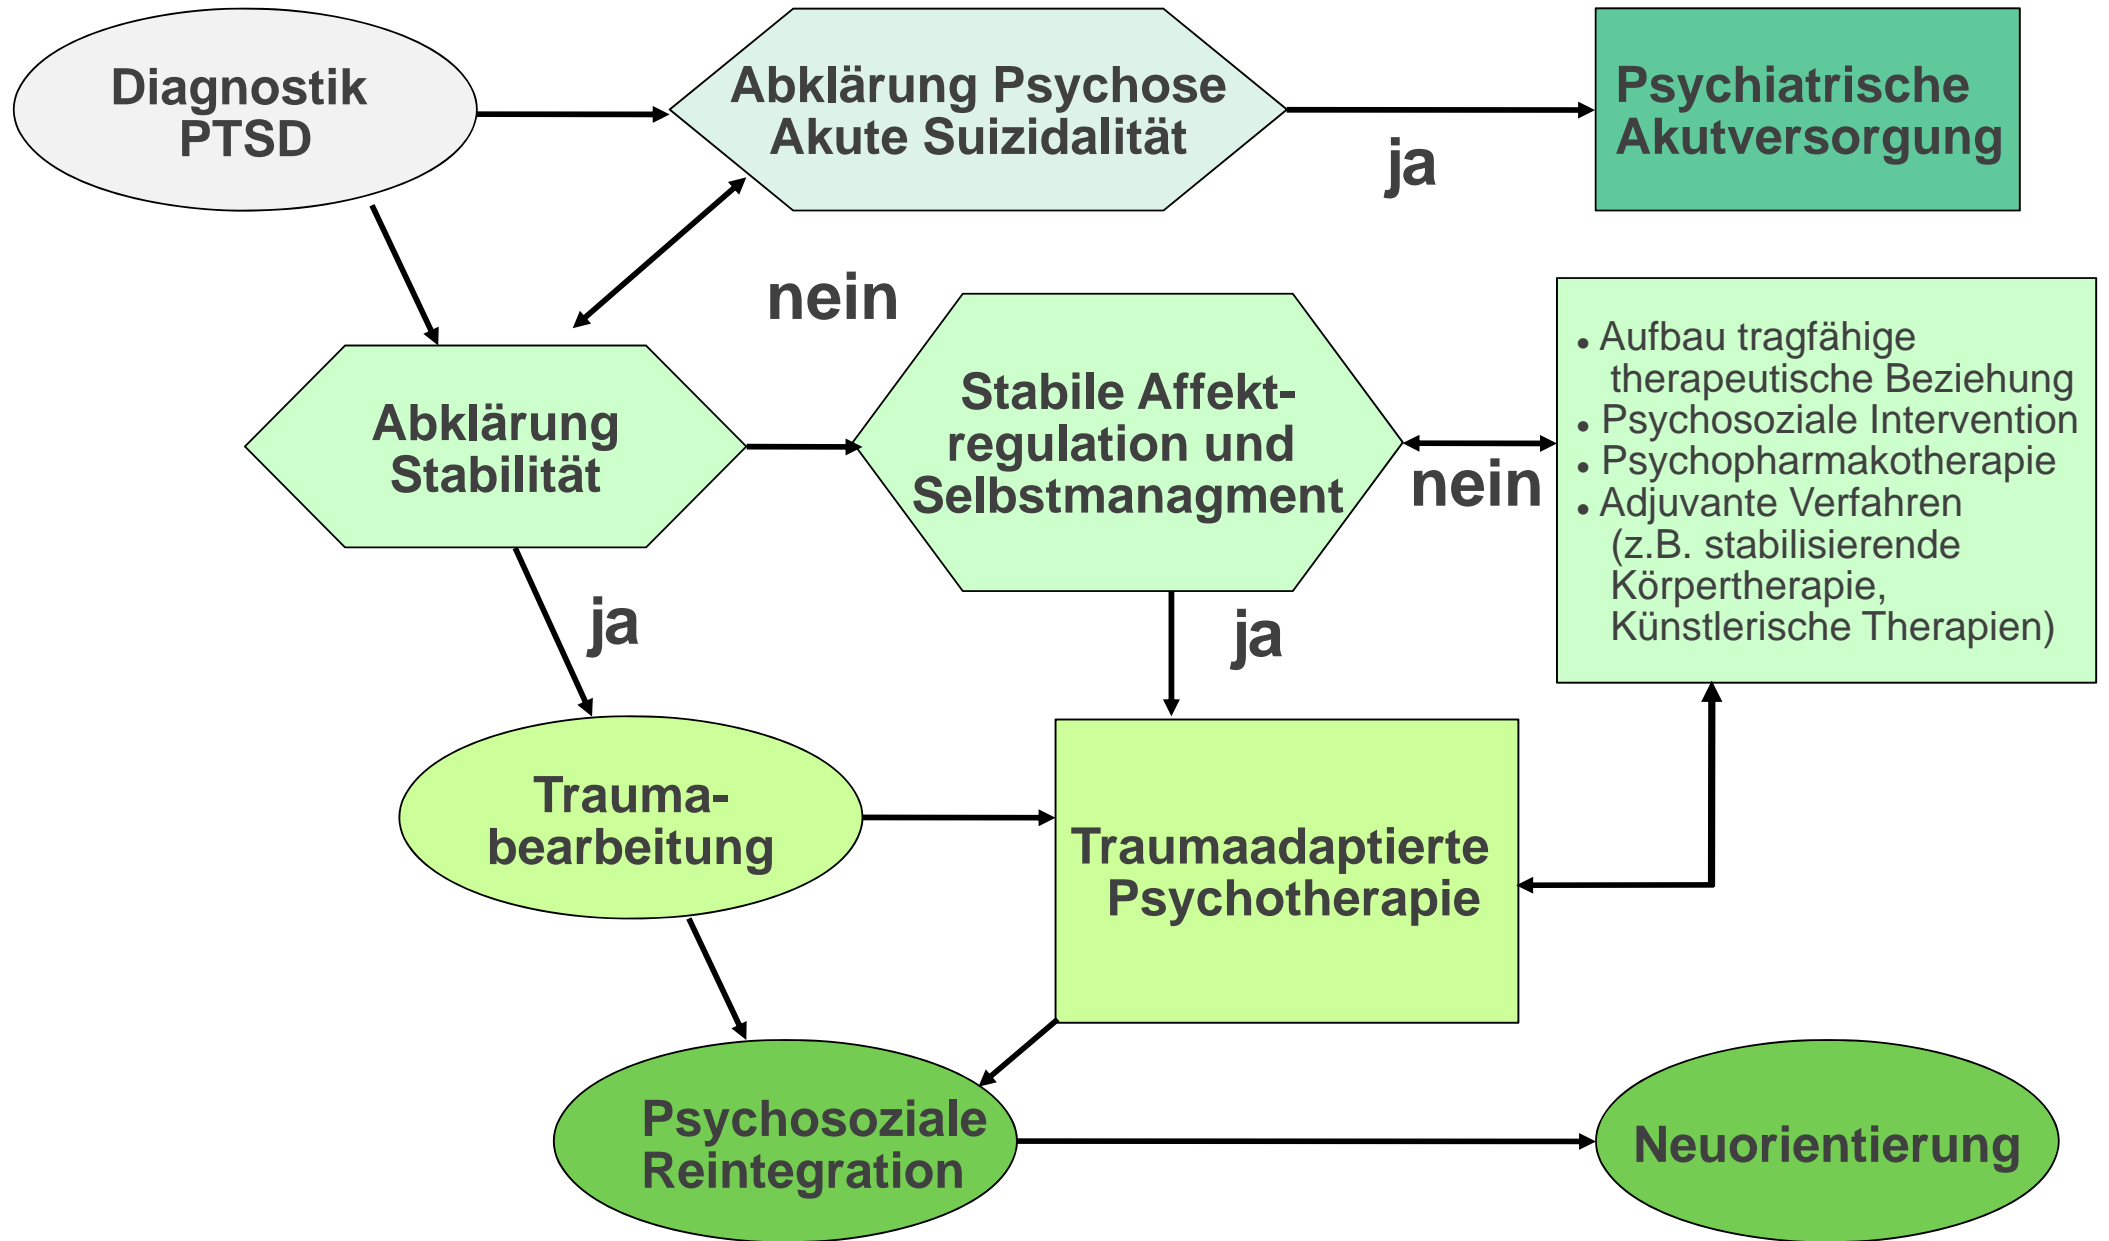 Diagnostik
PTSD
Abklärung Psychose
Akute Suizidalität
ja
Psychiatrische
Akutversorgung
nein
Abklärung
Stabilität
Stabile Affekt-
regulation und
Selbstmanagment
nein
• Aufbau tragfähige
therapeutische Beziehung
• Psychosoziale Intervention
• Psychopharmakotherapie
• Adjuvante Verfahren
(z.B. stabilisierende
Körpertherapie,
Künstlerische Therapien)
ja
ja
Trauma-
bearbeitung
Traumaadaptierte
Psychotherapie
Psychosoziale
Reintegration
Neuorientierung